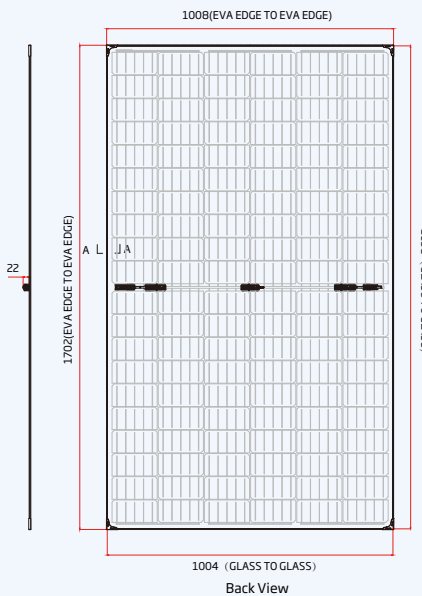 1008(EVA EDGE TO EVA EDGE)
A
A
22
1702(EVA EDGE TO EVA EDGE)
1004（GLASS TO GLASS）
Back View